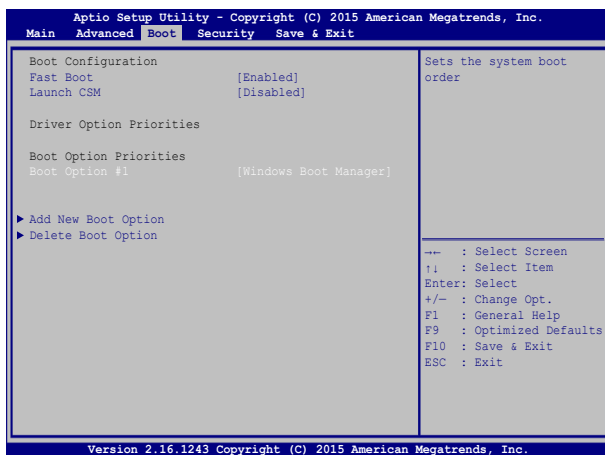 Aptio Setup Utility - Copyright (C) 2015 American Megatrends, Inc.
Main Advanced Boot Security Save & Exit
Boot Configuration
Fast Boot [Enabled]
Launch CSM [Disabled]
Driver Option Priorities
Boot Option Priorities
Boot Option #1 [Windows Boot Manager]
Add New Boot Option
Delete Boot Option
Sets the system boot
order
→← : Select Screen
↑↓ : Select Item
Enter: Select
+/— : Change Opt.
F1 : General Help
F9 : Optimized Defaults
F10 : Save & Exit
ESC : Exit
Version 2.16.1243 Copyright (C) 2015 American Megatrends, Inc.